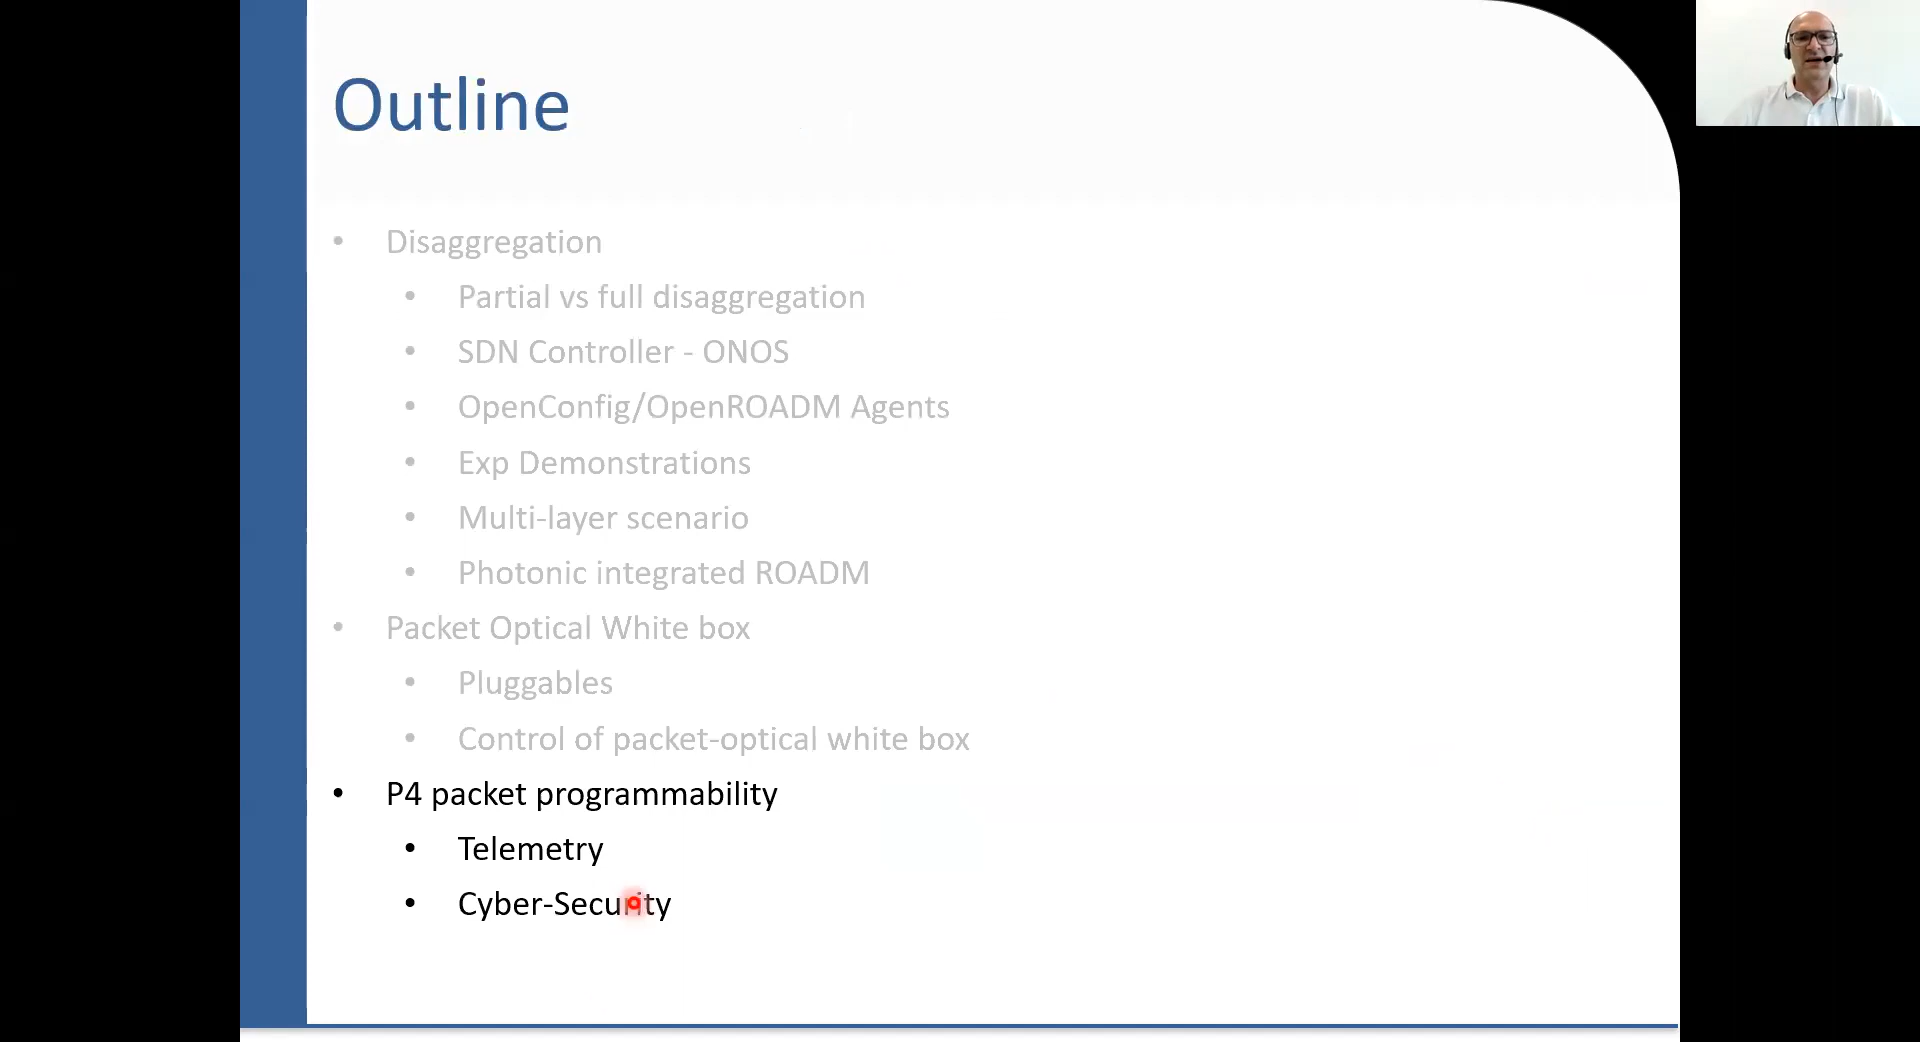 Outline
• Disaggregation
• Partial vs full disaggregation
• SDN Controller - ONOS
• OpenConfig/OpenROADM Agents
• Exp Demonstrations
• Multi-layer scenario
• Photonic integrated ROADM
• Packet Optical White box
• Pluggables
• Control of packet-optical white box
• P4 packet programmability
• Telemetry
• Cyber-Security